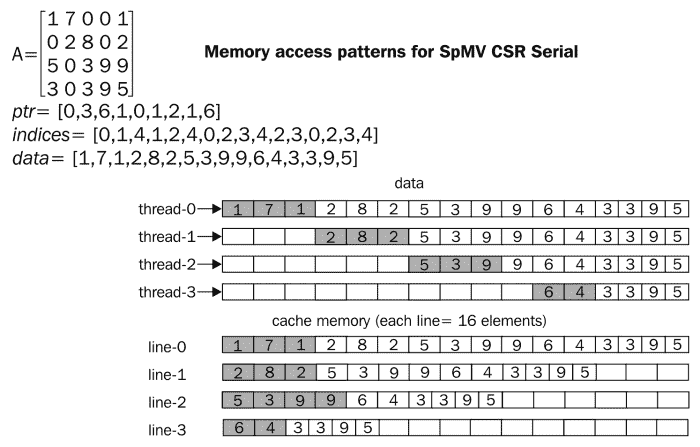 A=
1 7 0 0 1
0 2 8 0 2
5 0 3 9 9
3 0 3 9 5
Memory access patterns for SpMV CSR Serial
ptr= [0,3,6,1,0,1,2,1,6]
indices= [0,1,4,1,2,4,0,2,3,4,2,3,0,2,3,4]
data= [1,7,1,2,8,2,5,3,9,9,6,4,3,3,9,5]
data
thread-0 1 7 1 2 8 2 5 3 9 9 6 4 3 3 9 5
thread-1 2 8 2 5 3 9 9 6 4 3 3 9 5
thread-2 5 3 9 9 6 4 3 3 9 5
thread-3 6 4 3 3 9 5
cache memory (each line= 16 elements)
line-0 1 7 1 2 8 2 5 3 9 9 6 4 3 3 9 5
line-1 2 8 2 5 3 9 9 6 4 3 3 9 5
line-2 5 3 9 9 6 4 3 3 9 5
line-3 6 4 3 3 9 5